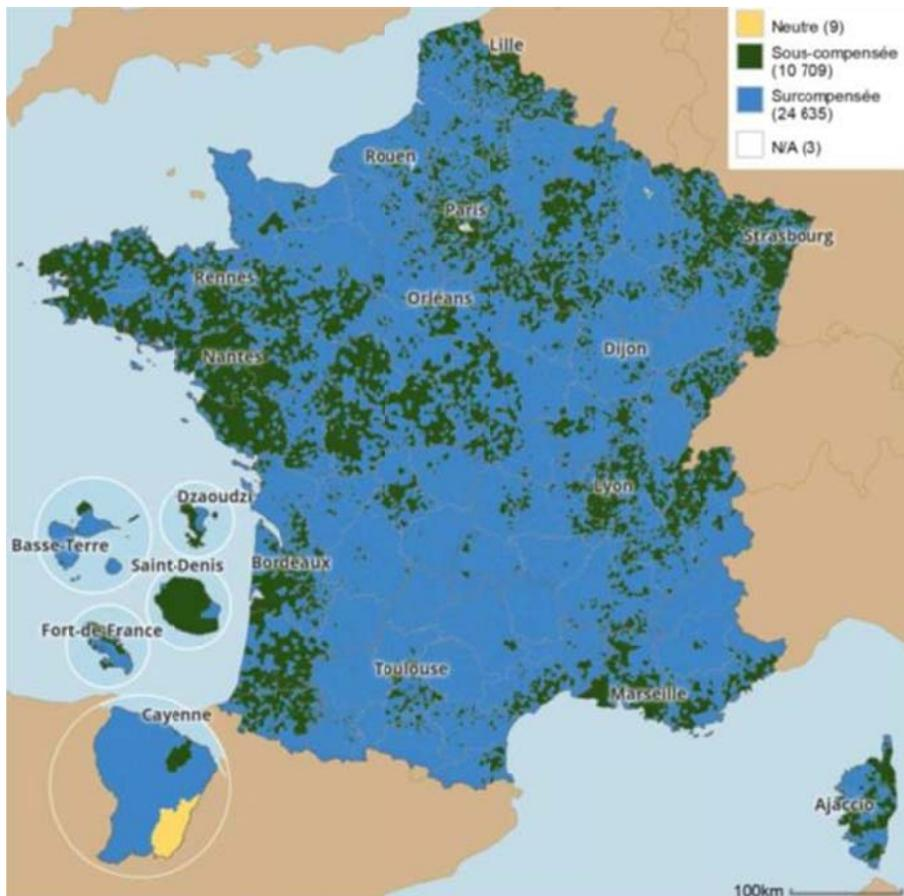 Neutre (9)
Sous-compensée
(10 709)
Surcompensée
(24 635)
N/A (3)
Lille
Rouen
Paris
Strasbourg
Rennes
Orléans
Nantes
Dijon
Lyon
Dzaoudzi
Basse-Terre
Saint-Denis
Bordeaux
Fort-de-France
Toulouse
Marseille
Cayenne
Ajaccio
100km